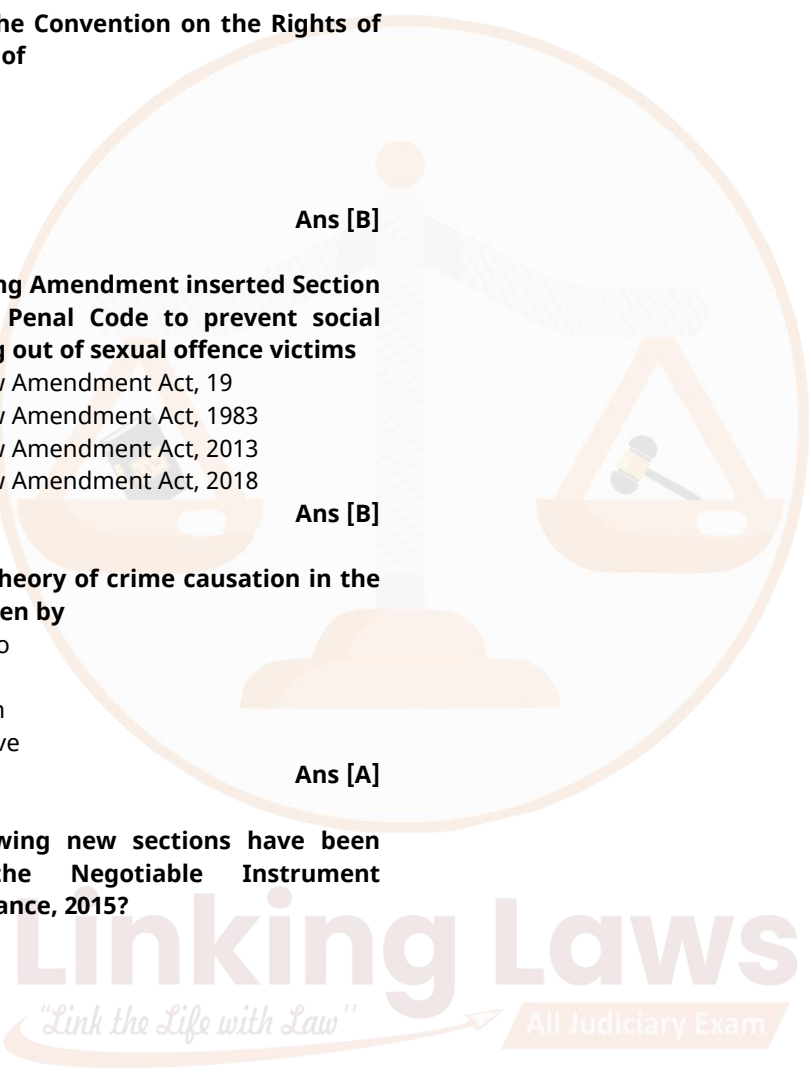 he Convention on the Rights of
of
Ans [B]
ng Amendment inserted Section
Penal Code to prevent social
g out of sexual offence victims
w Amendment Act, 19
w Amendment Act, 1983
w Amendment Act, 2013
w Amendment Act, 2018
Ans [B]
heory of crime causation in the
en by
o
n
ve
Ans [A]
wing new sections have been
he Negotiable Instrument
ance, 2015?
Linking Laws
"Link the Life with Law"
All Judiciary Exam